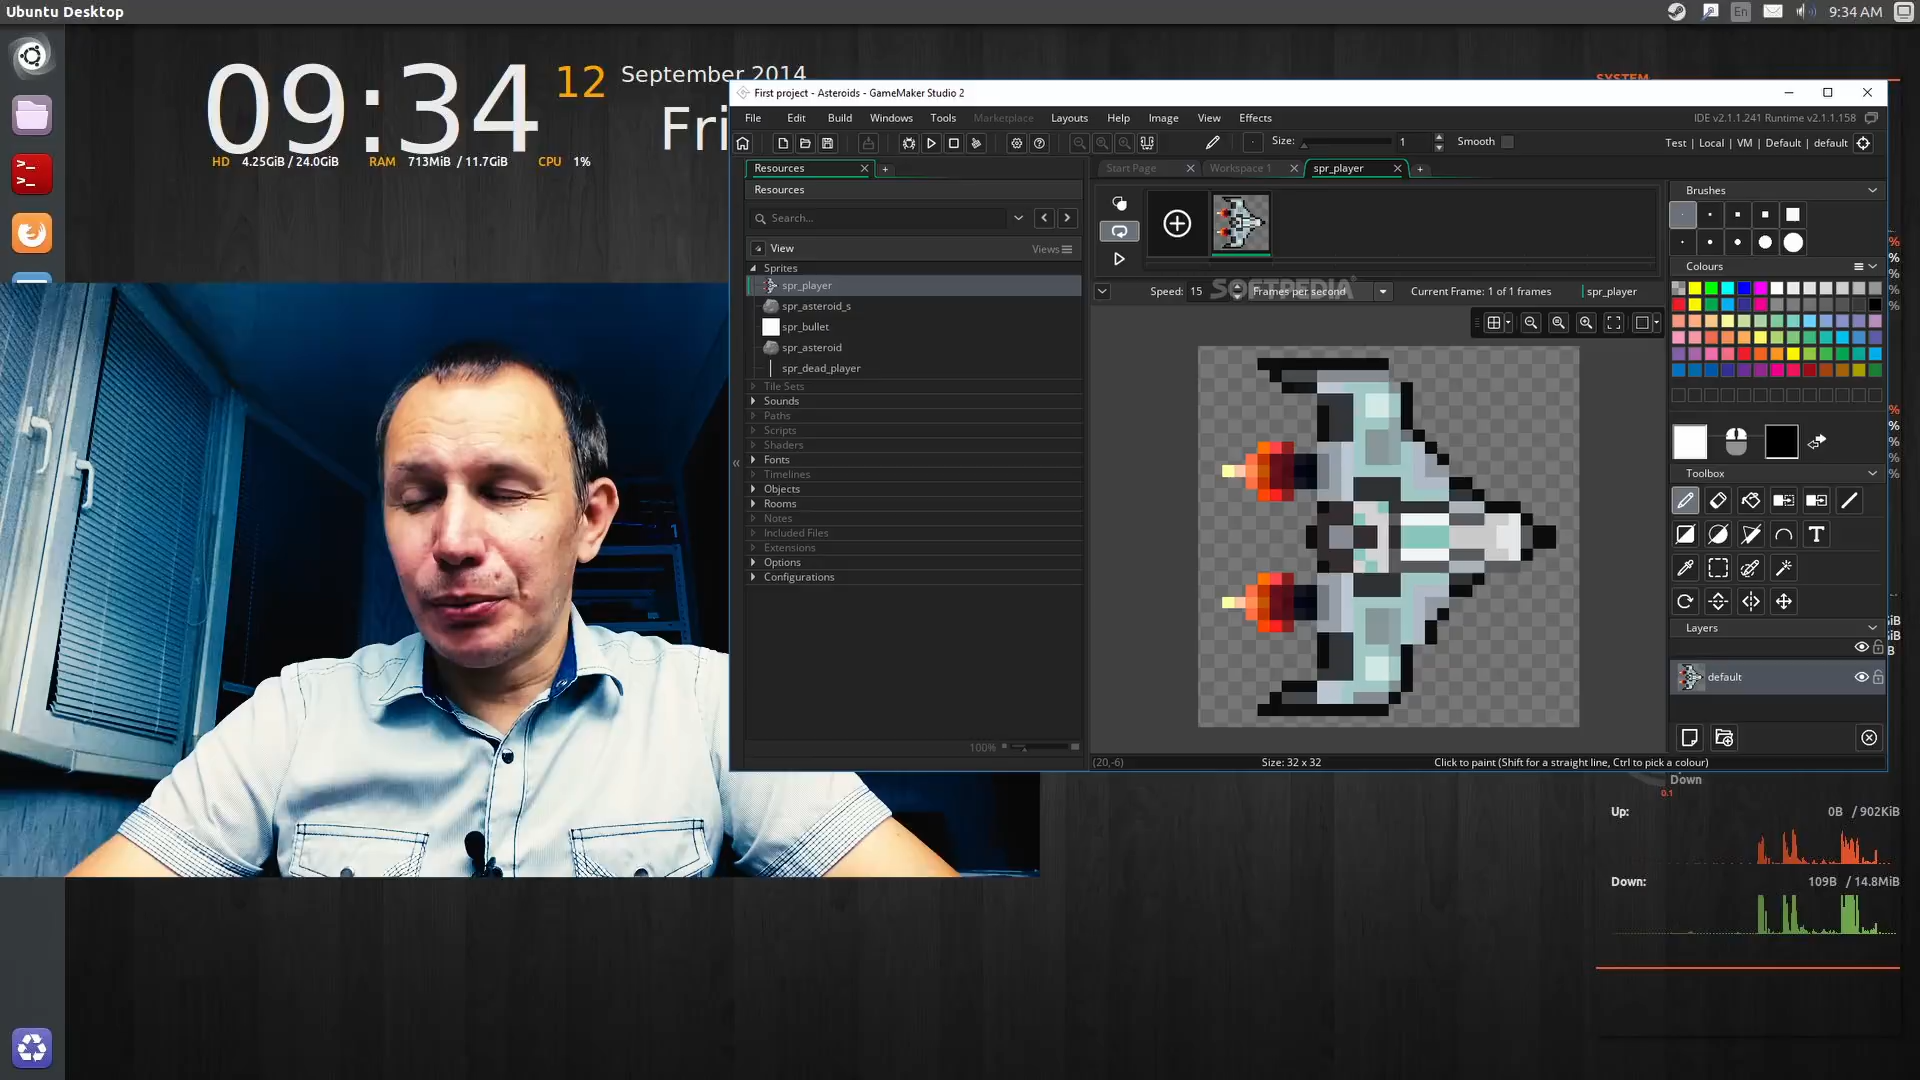 Ubuntu Desktop
En
9:34 AM
09:34 12 September 2014
Fri
HD 4.25GiB / 24.0GiB RAM 713MiB / 11.7GiB CPU 1%
SYSTEM
First project - Asteroids - GameMaker Studio 2
File Edit Build Windows Tools Marketplace Layouts Help Image View Effects
IDE v2.1.1.241 Runtime v2.1.1.158
Size: 1 Smooth
Test | Local | VM | Default | default
Resources
Start Page Workspace 1 spr_player
Resources
Search...
View Views
Sprites
spr_player
spr_asteroid_s
spr_bullet
spr_asteroid
spr_dead_player
Tile Sets
Sounds
Paths
Scripts
Shaders
Fonts
Timelines
Objects
Rooms
Notes
Included Files
Extensions
Options
Configurations
100%
Speed: 15 Frames per second Current Frame: 1 of 1 frames spr_player
SOFTPEDIA
Brushes
Colours
Toolbox
T
Layers
default
(20,-6) Size: 32 x 32 Click to paint (Shift for a straight line, Ctrl to pick a colour)
%
%
%
%
%
%
%
%
GiB
GiB
B
Down
0.1
Up: 0B / 902KiB
Down: 109B / 14.8MiB